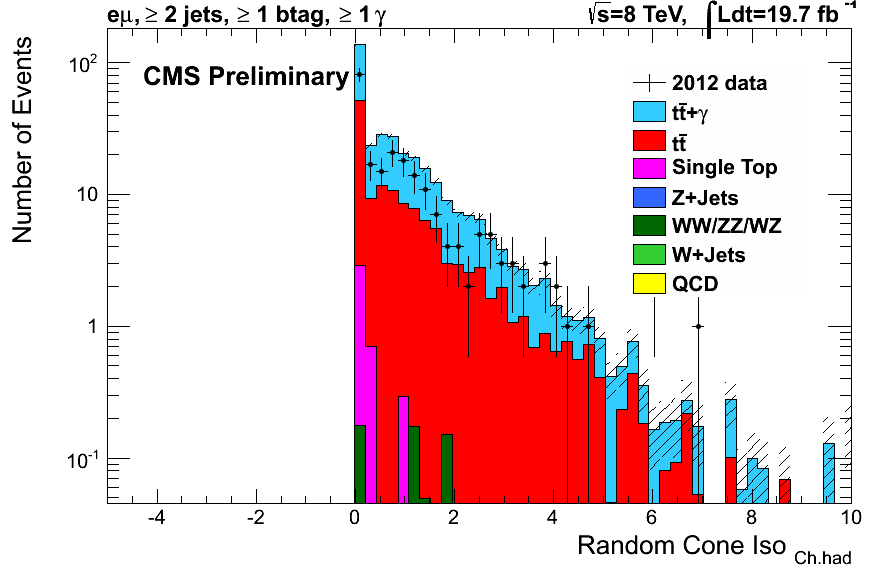 eμ, ≥ 2 jets, ≥ 1 btag, ≥ 1 γ
√s=8 TeV, ∫Ldt=19.7 fb⁻¹
CMS Preliminary
2012 data
tt̄+γ
tt̄
Single Top
Z+Jets
WW/ZZ/WZ
W+Jets
QCD
Number of Events
10²
10
1
10⁻¹
-4 -2 0 2 4 6 8 10
Random Cone Iso Ch.had